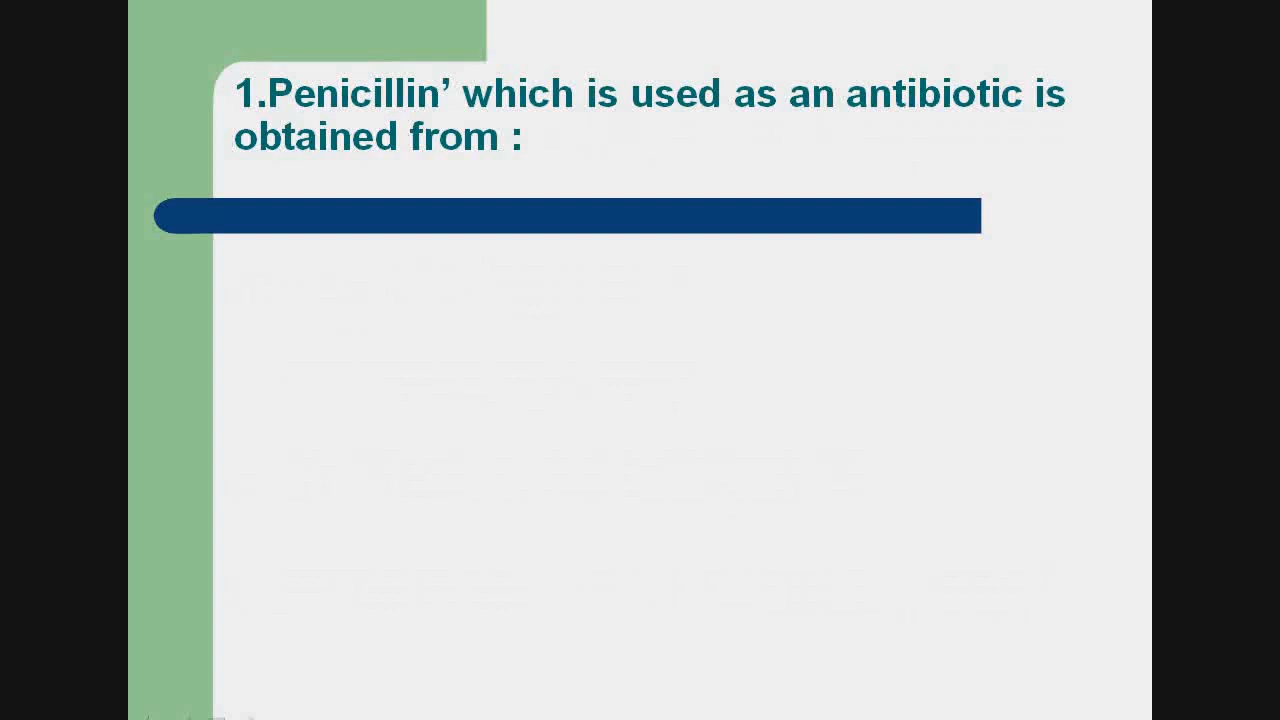 1.Penicillin’ which is used as an antibiotic is
obtained from :